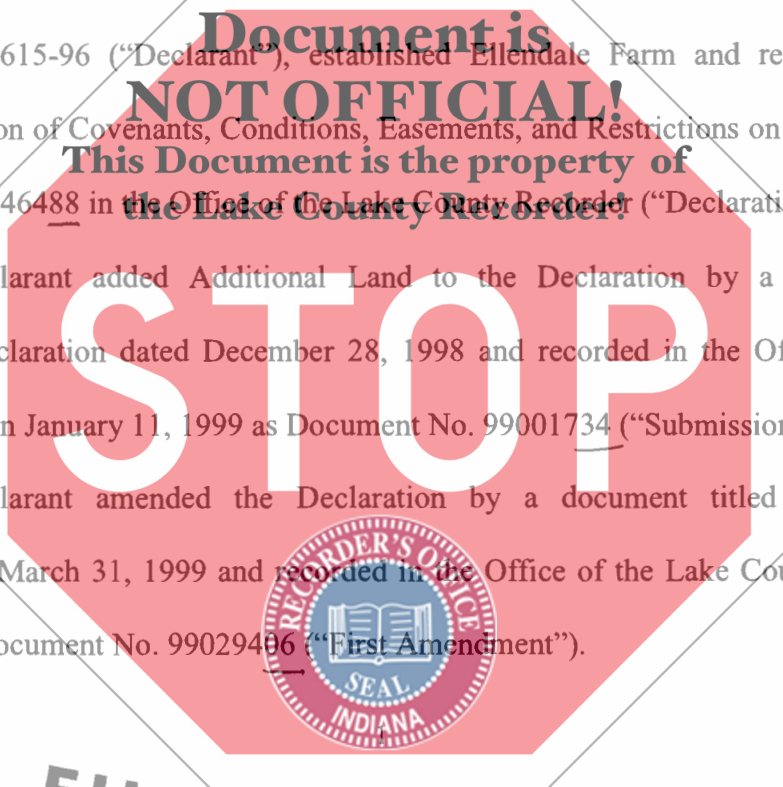 Document is
615-96 (“Declarant”), established Ellendale Farm and re
NOT OFFICIAL!
on of Covenants, Conditions, Easements, and Restrictions on
This Document is the property of
46488 in the Office of the Lake County Recorder (“Declarati
the Lake County Recorder!
larant added Additional Land to the Declaration by a
STOP
claration dated December 28, 1998 and recorded in the Of
n January 11, 1999 as Document No. 99001734 (“Submission
larant amended the Declaration by a document titled
March 31, 1999 and recorded in the Office of the Lake Cou
ocument No. 99029406 (“First Amendment”).
RECORDER'S OFFICE
SEAL
INDIANA
1